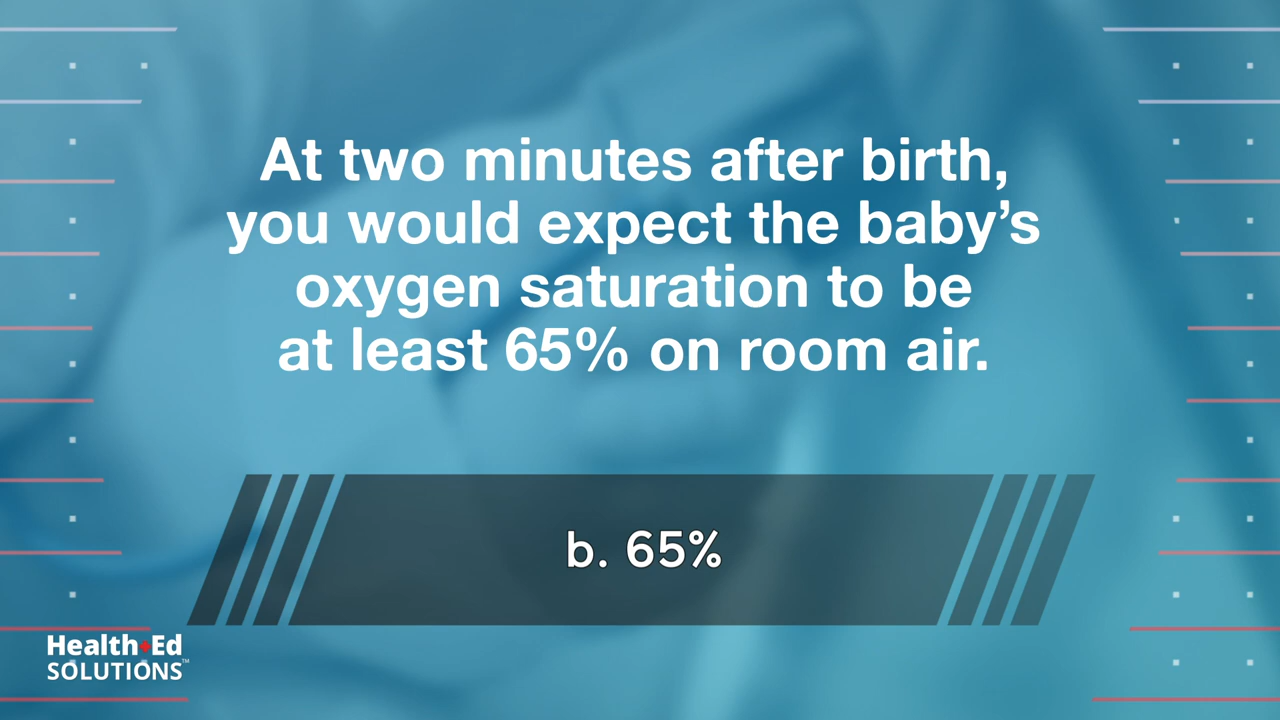 At two minutes after birth,
you would expect the baby’s
oxygen saturation to be
at least 65% on room air.
b. 65%
Health+Ed
SOLUTIONS™